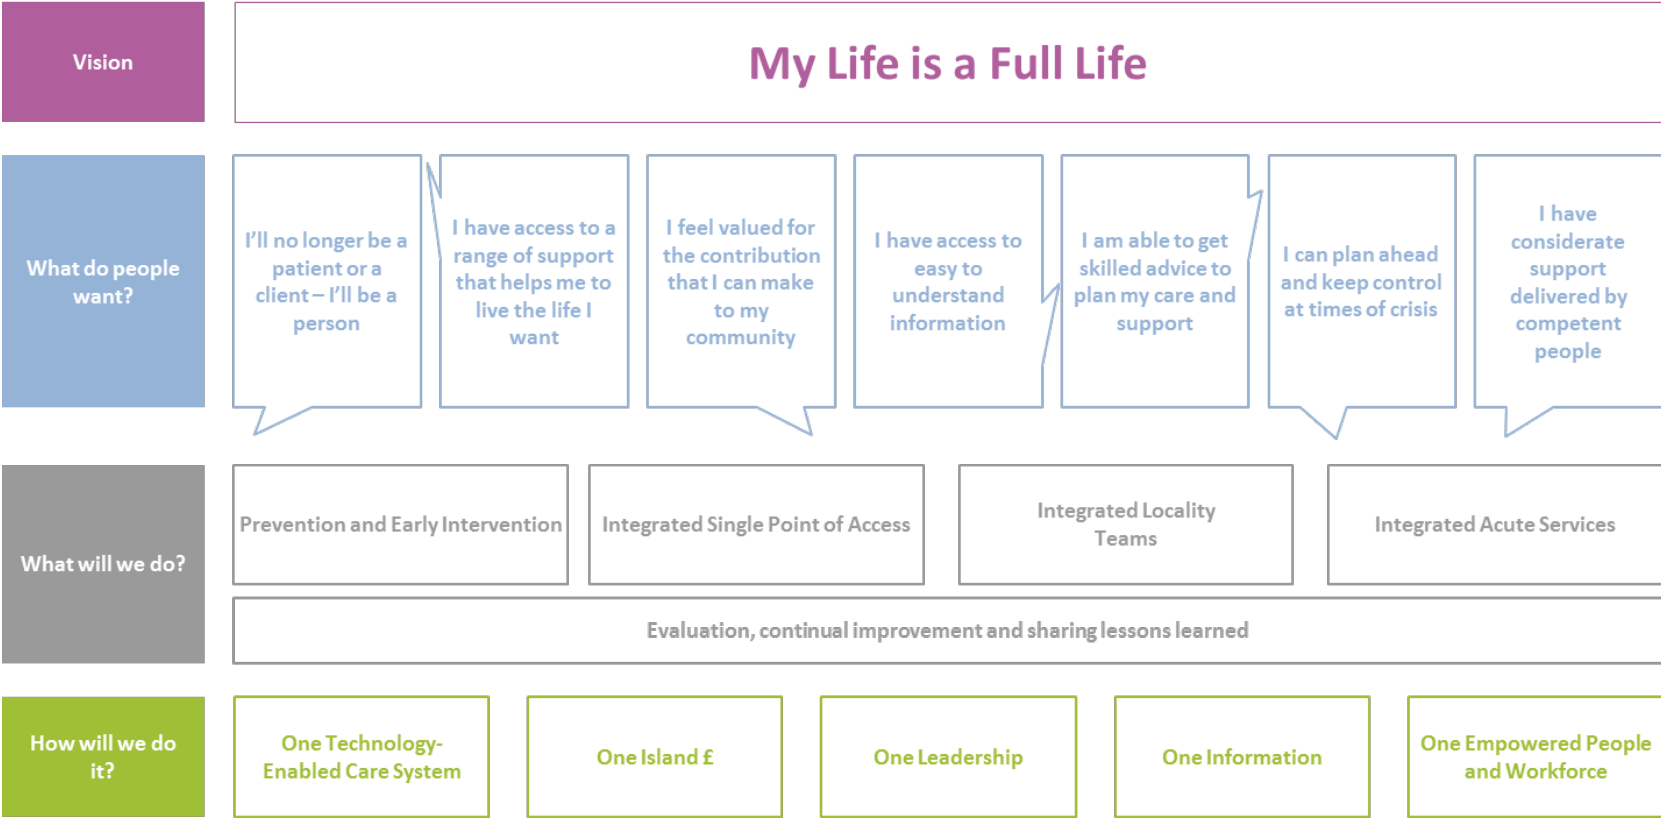 Vision
My Life is a Full Life
What do people
want?
I'll no longer be a
patient or a
client – I'll be a
person
I have access to a
range of support
that helps me to
live the life I
want
I feel valued for
the contribution
that I can make
to my
community
I have access to
easy to
understand
information
I am able to get
skilled advice to
plan my care and
support
I can plan ahead
and keep control
at times of crisis
I have
considerate
support
delivered by
competent
people
What will we do?
Prevention and Early Intervention
Integrated Single Point of Access
Integrated Locality
Teams
Integrated Acute Services
Evaluation, continual improvement and sharing lessons learned
How will we do
it?
One Technology-
Enabled Care System
One Island £
One Leadership
One Information
One Empowered People
and Workforce